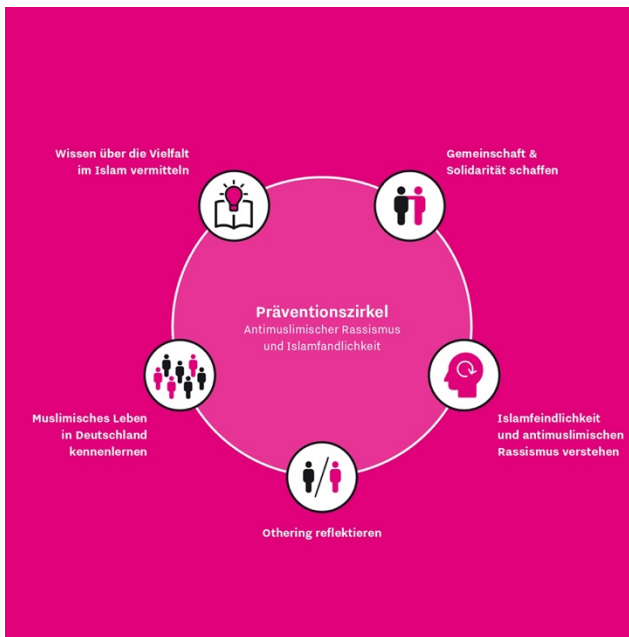 Wissen über die Vielfalt
im Islam vermitteln
Gemeinschaft &
Solidarität schaffen
Präventionszirkel
Antimuslimischer Rassismus
und Islamfandlichkeit
Muslimisches Leben
in Deutschland
kennenlernen
Islamfeindlichkeit
und antimuslimischen
Rassismus verstehen
Othering reflektieren